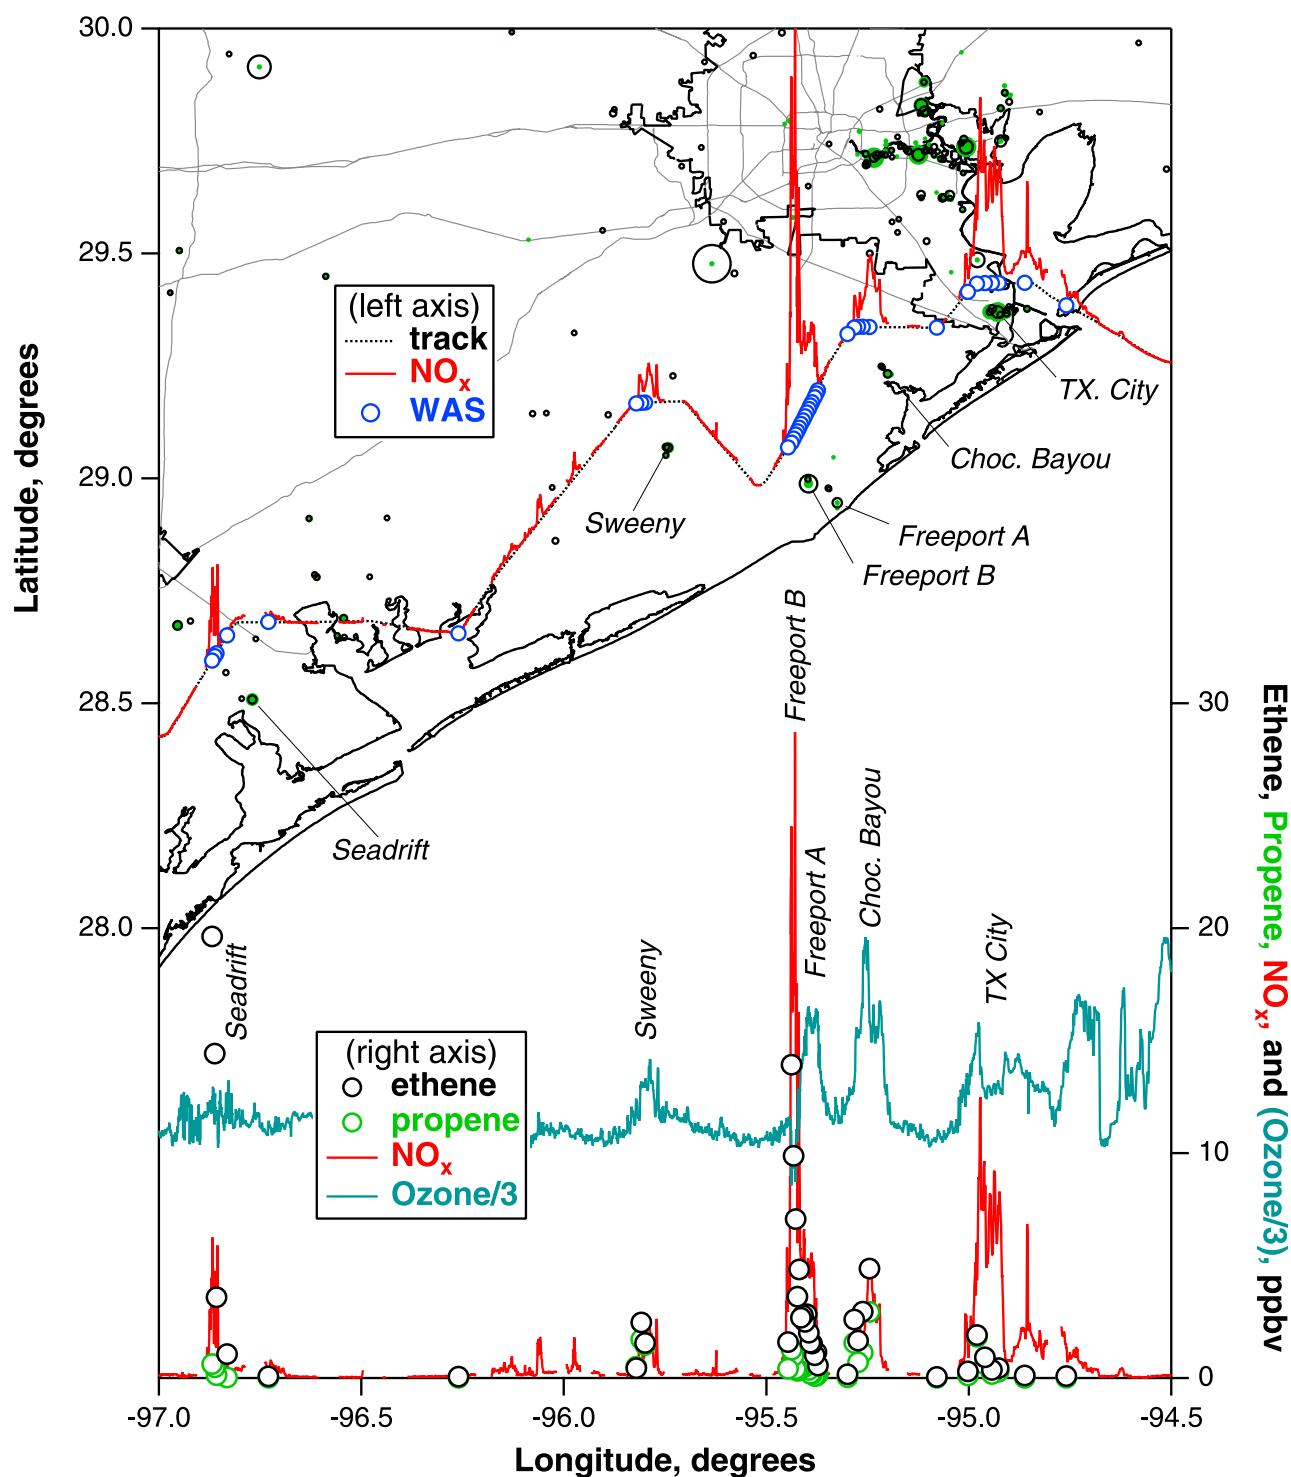 30.0
29.5
29.0
28.5
28.0
Latitude, degrees
(left axis)
track
NOx
WAS
TX. City
Choc. Bayou
Sweeny
Freeport A
Freeport B
Seadrift
Freeport B
Freeport A
Choc. Bayou
TX City
Sweeny
Seadrift
(right axis)
ethene
propene
NOx
Ozone/3
30
20
10
0
Ethene, Propene, NOx, and (Ozone/3), ppbv
-97.0
-96.5
-96.0
-95.5
-95.0
-94.5
Longitude, degrees